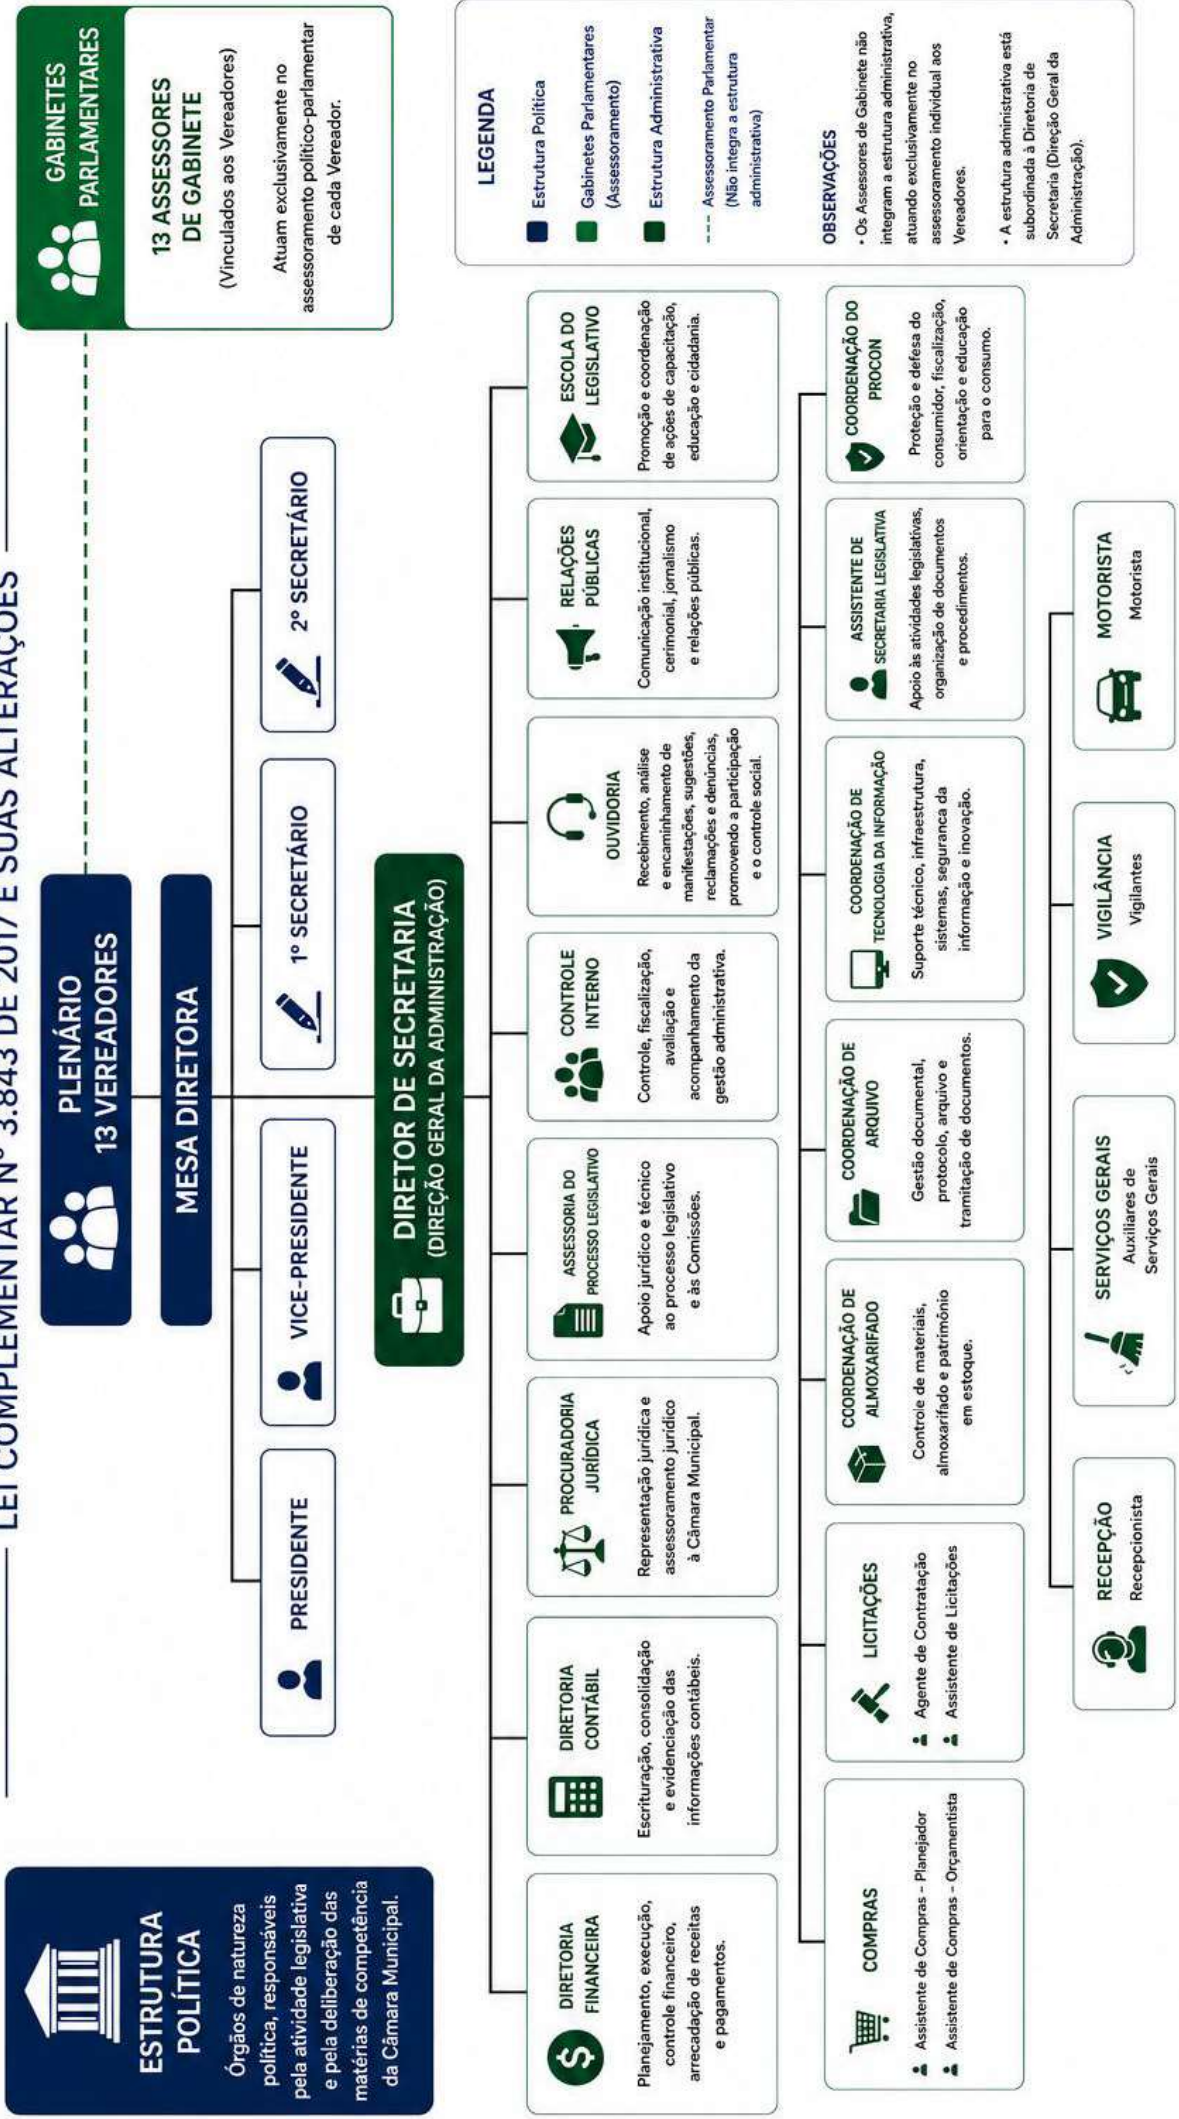 LEI COMPLEMENTAR Nº 3.843 DE 2017 E SUAS ALTERAÇÕES
ESTRUTURA
POLÍTICA
Órgãos de natureza
política, responsáveis
pela atividade legislativa
e pela deliberação das
matérias de competência
da Câmara Municipal.
PLENÁRIO
13 VEREADORES
MESA DIRETORA
GABINETES
PARLAMENTARES
13 ASSESSORES
DE GABINETE
(Vinculados aos Vereadores)
Atuam exclusivamente no
assessoramento político-parlamentar
de cada Vereador.
PRESIDENTE
VICE-PRESIDENTE
1º SECRETÁRIO
2º SECRETÁRIO
DIRETOR DE SECRETARIA
(DIREÇÃO GERAL DA ADMINISTRAÇÃO)
DIRETORIA
FINANCEIRA
Planejamento, execução,
controle financeiro,
arrecadação de receitas
e pagamentos.
DIRETORIA
CONTÁBIL
Escrituração, consolidação
e evidenciação das
informações contábeis.
PROCURADORIA
JURÍDICA
Representação jurídica e
assessoramento jurídico
à Câmara Municipal.
ASSESSORIA DO
PROCESSO LEGISLATIVO
Apoio jurídico e técnico
ao processo legislativo
e às Comissões.
CONTROLE
INTERNO
Controle, fiscalização,
avaliação e
acompanhamento da
gestão administrativa.
OUVIDORIA
Recebimento, análise
e encaminhamento de
manifestações, sugestões,
reclamações e denúncias,
promovendo a participação
e o controle social.
RELAÇÕES
PÚBLICAS
Comunicação institucional,
cerimonial, jornalismo
e relações públicas.
ESCOLA DO
LEGISLATIVO
Promoção e coordenação
de ações de capacitação,
educação e cidadania.
LEGENDA
Estrutura Política
Gabinetes Parlamentares
(Assessoramento)
Estrutura Administrativa
Assessoramento Parlamentar
(Não integra a estrutura
administrativa)
OBSERVAÇÕES
• Os Assessores de Gabinete não
integram a estrutura administrativa,
atuando exclusivamente no
assessoramento individual aos
Vereadores.
• A estrutura administrativa está
subordinada à Diretoria de
Secretaria (Direção Geral da
Administração).
COMPRAS
Assistente de Compras – Planejador
Assistente de Compras – Orçamentista
LICITAÇÕES
Agente de Contratação
Assistente de Licitações
COORDENAÇÃO DE
ALMOXARIFADO
Controie de materiais,
almoxarifado e patrimônio
em estoque.
COORDENAÇÃO DE
ARQUIVO
Gestão documental,
protocolo, arquivo e
tramitação de documentos.
COORDENAÇÃO DE
TECNOLOGIA DA INFORMAÇÃO
Suporte técnico, infraestrutura,
sistemas, seguranca da
informação e inovação.
ASSISTENTE DE
SECRETARIA LEGISLATIVA
Apoio às atividades legislativas,
organização de documentos
e procedimentos.
COORDENAÇÃO DO
PROCON
Proteção e defesa do
consumidor, fiscalização,
orientação e educação
para o consumo.
RECEPÇÃO
Recepcionista
SERVIÇOS GERAIS
Auxiliares de
Serviços Gerais
VIGILÂNCIA
Vigilantes
MOTORISTA
Motorista